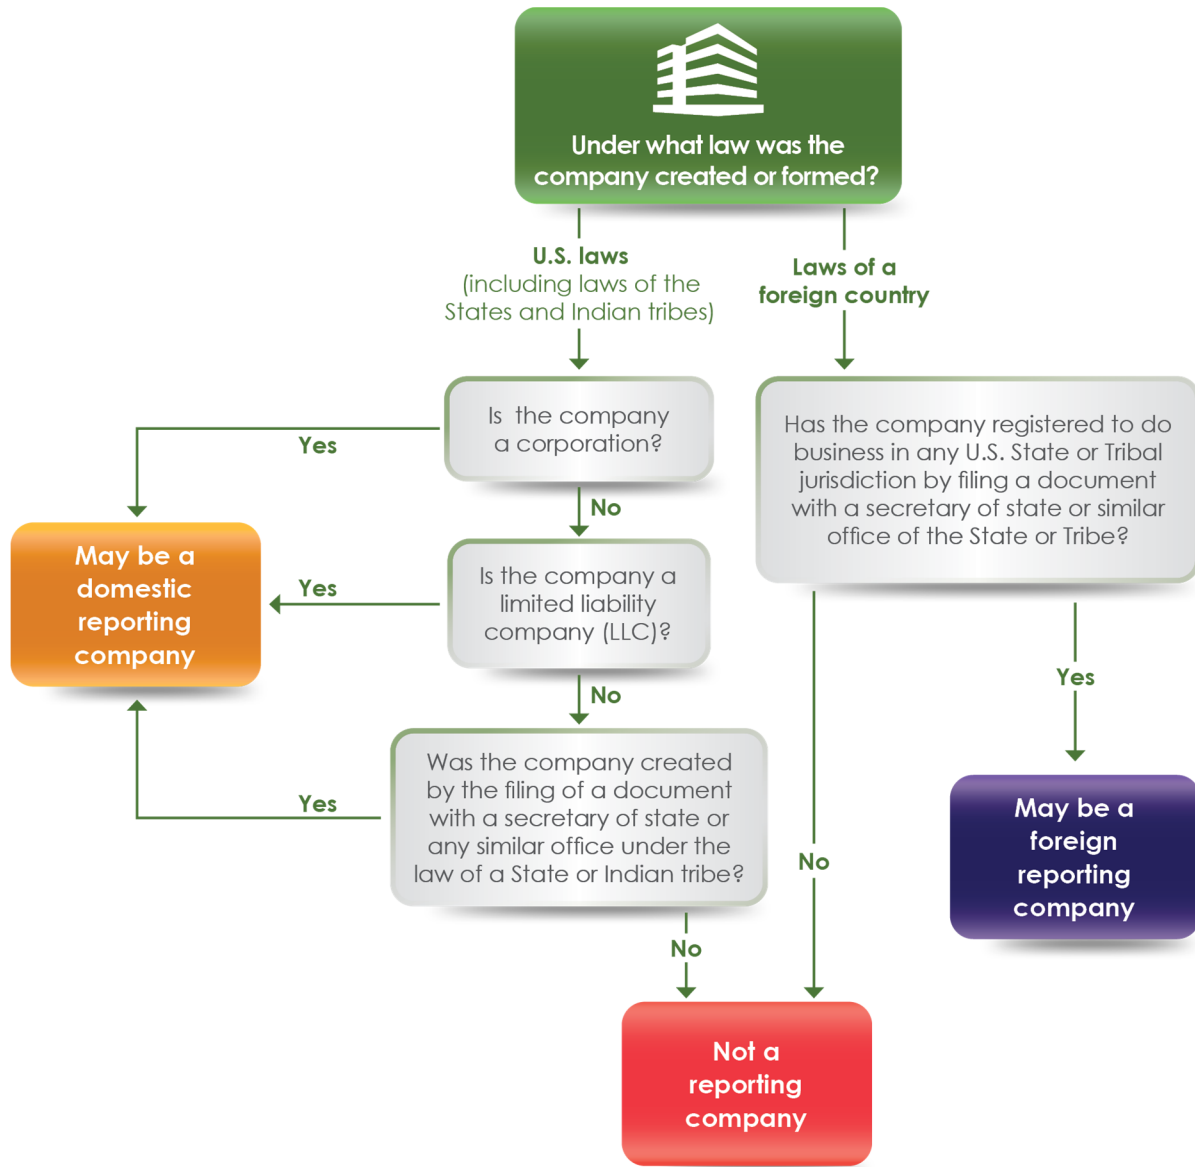 Under what law was the
company created or formed?
U.S. laws
(including laws of the
States and Indian tribes)
Laws of a
foreign country
Is the company
a corporation?
Yes
No
Has the company registered to do
business in any U.S. State or Tribal
jurisdiction by filing a document
with a secretary of state or similar
office of the State or Tribe?
May be a
domestic
reporting
company
Yes
Is the company a
limited liability
company (LLC)?
No
Yes
Was the company created
by the filing of a document
with a secretary of state or
any similar office under the
law of a State or Indian tribe?
Yes
No
No
May be a
foreign
reporting
company
Not a
reporting
company